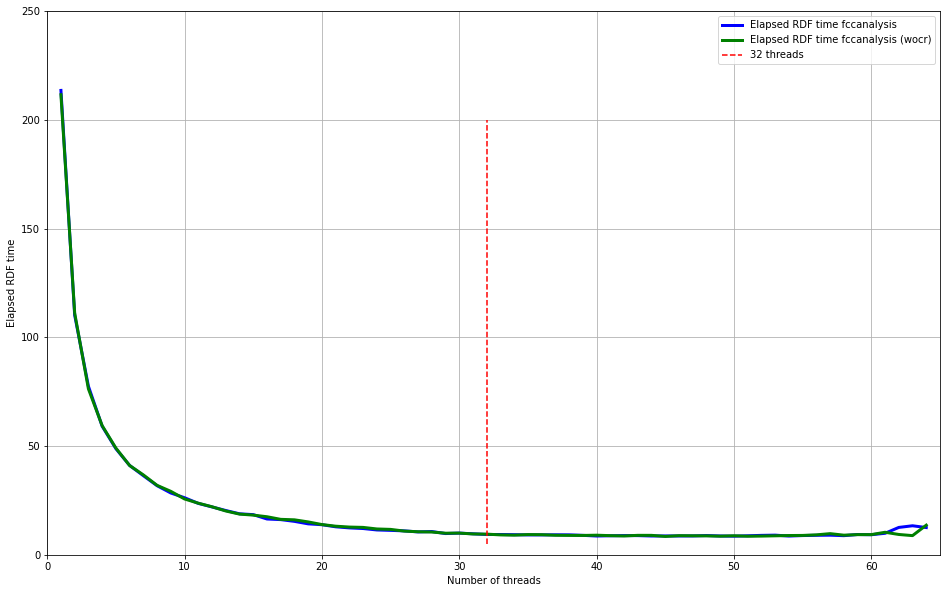 250
200
150
100
50
0
Elapsed RDF time
Elapsed RDF time fccanalysis
Elapsed RDF time fccanalysis (wocr)
32 threads
0 10 20 30 40 50 60
Number of threads